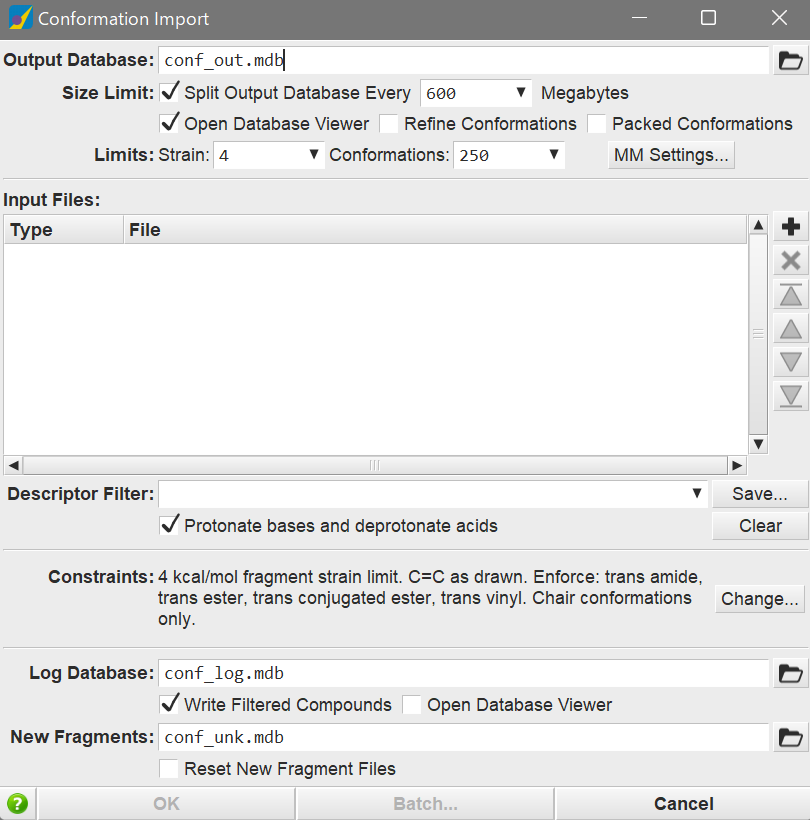 Conformation Import
Output Database: conf_out.mdb
Size Limit: Split Output Database Every 600 Megabytes
Open Database Viewer Refine Conformations Packed Conformations
Limits: Strain: 4 Conformations: 250 MM Settings...
Input Files:
Type File
Descriptor Filter: Save...
Protonate bases and deprotonate acids Clear
Constraints: 4 kcal/mol fragment strain limit. C=C as drawn. Enforce: trans amide,
trans ester, trans conjugated ester, trans vinyl. Chair conformations Change...
only.
Log Database: conf_log.mdb
Write Filtered Compounds Open Database Viewer
New Fragments: conf_unk.mdb
Reset New Fragment Files
? OK Batch... Cancel